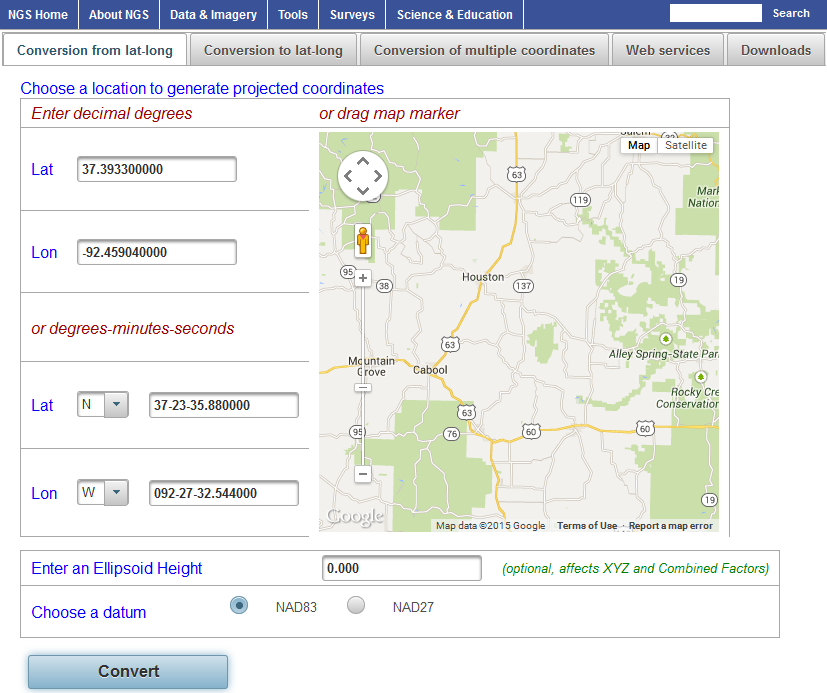 NGS Home About NGS Data & Imagery Tools Surveys Science & Education Search
Conversion from lat-long Conversion to lat-long Conversion of multiple coordinates Web services Downloads
Choose a location to generate projected coordinates
Enter decimal degrees or drag map marker
Map Satellite
63
Lat 37.393300000
119
Lon -92.459040000
95
Houston
19
38
137
or degrees-minutes-seconds
63
Alley Spring-State
Mountain
Grove
Cabool
Rocky
Conservation
Lat N 37-23-35.880000
63
95
76
60
60
Lon W 092-27-32.544000
19
Google
Map data ©2015 Google Terms of Use Report a map error
Enter an Ellipsoid Height 0.000 (optional, affects XYZ and Combined Factors)
Choose a datum NAD83 NAD27
Convert